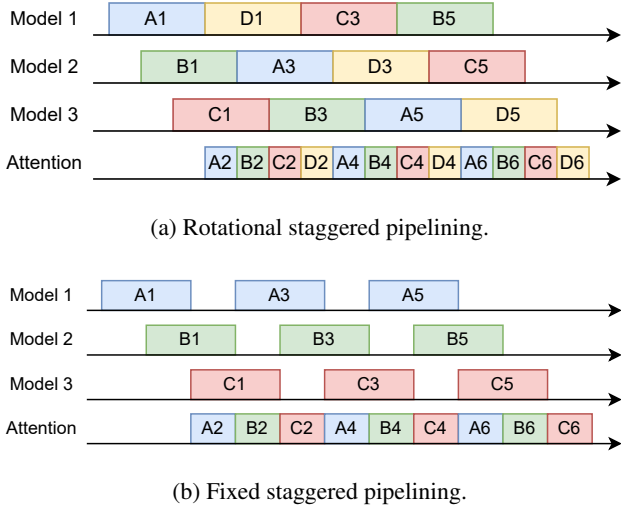 Model 1 A1 D1 C3 B5
Model 2 B1 A3 D3 C5
Model 3 C1 B3 A5 D5
Attention A2 B2 C2 D2 A4 B4 C4 D4 A6 B6 C6 D6
(a) Rotational staggered pipelining.
Model 1 A1 A3 A5
Model 2 B1 B3 B5
Model 3 C1 C3 C5
Attention A2 B2 C2 A4 B4 C4 A6 B6 C6
(b) Fixed staggered pipelining.